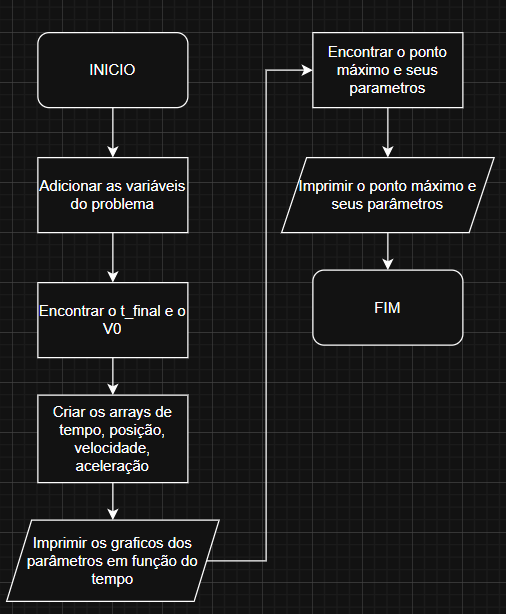 INICIO
Adicionar as variáveis
do problema
Encontrar o t_final e o
V0
Criar os arrays de
tempo, posição,
velocidade,
aceleração
Imprimir os graficos dos
parâmetros em função do
tempo
Encontrar o ponto
máximo e seus
parametros
Imprimir o ponto máximo e
seus parâmetros
FIM